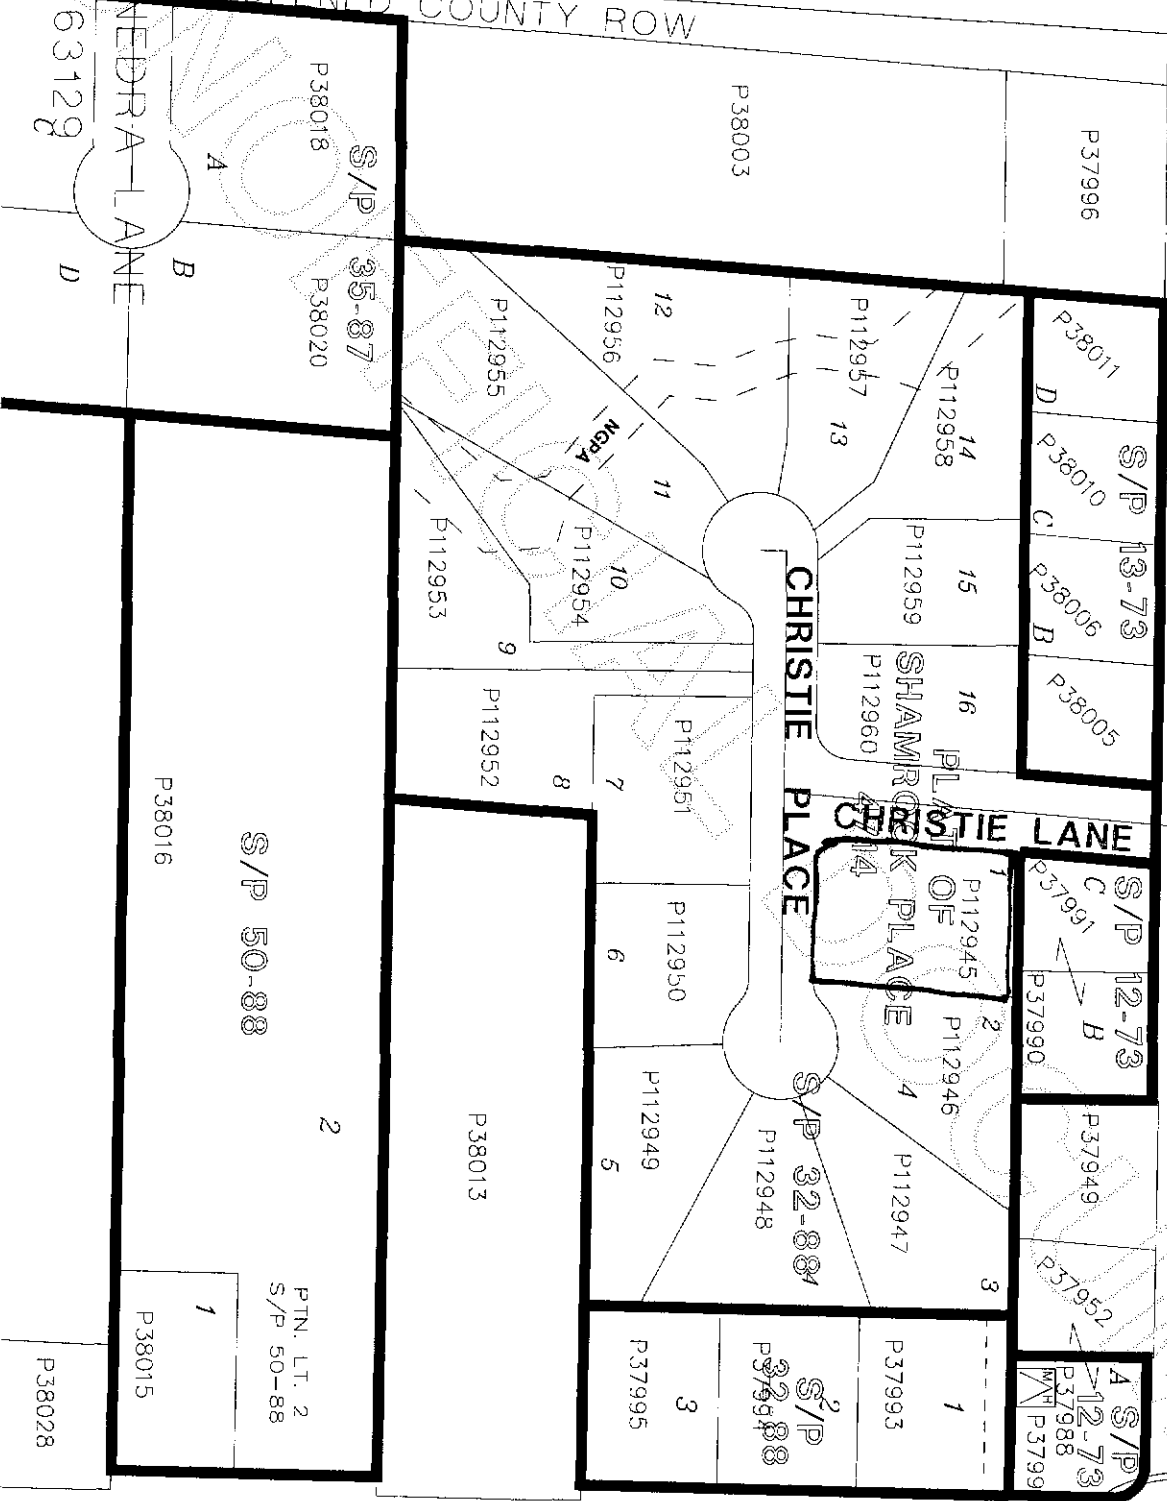 COUNTY ROW
NEDRA LANE
63129
C
A
B
D
P38018
S/P 35-87
P38020
P38003
P37996
P38011
D
P38010
C
S/P 13-73
P38006
B
P38005
12
P112956
P112955
P112957
13
14
P112958
NGPA
11
10
P112954
P112953
9
15
P112959
16
P112960
CHRISTIE PLACE
CHRISTIE LANE
PLAT OF
SHAMROCK PLACE
P112952
8
7
P112951
1
P112945
P112950
6
2
P112946
4
P112949
5
P112948
S/P 32-88
P112947
3
S/P 12-73
C
P37991
B
P37990
P37949
P37952
A S/P
12-73
P37988
P3799
M/H
1
P37993
2
S/P
32-88
3
P37995
P38013
P38016
S/P 50-88
2
PTN. LT. 2
S/P 50-88
1
P38015
P38028
UNOFFICIAL DOCU